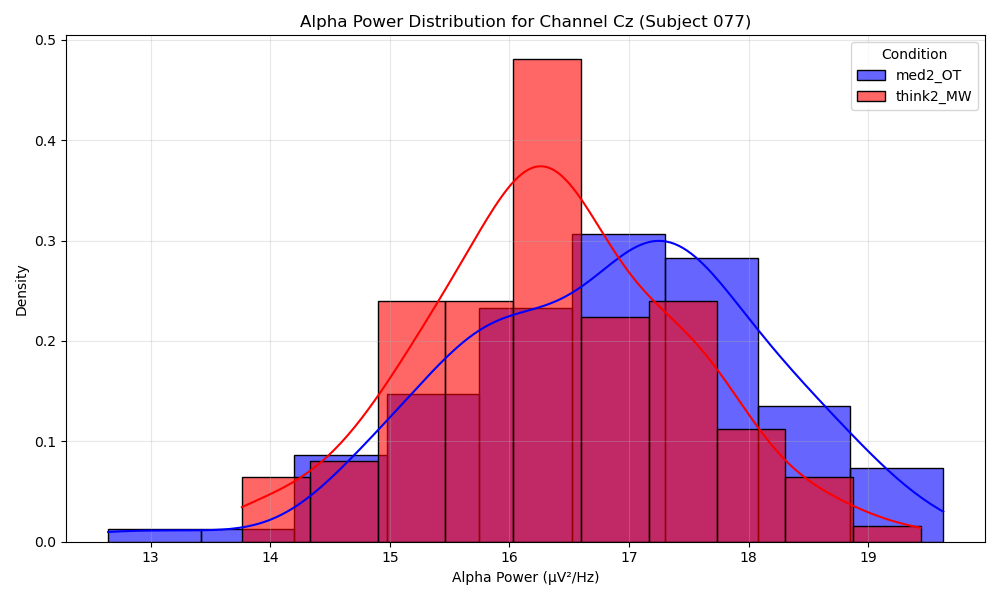 Alpha Power Distribution for Channel Cz (Subject 077)
Condition
med2_OT
think2_MW
Density
0.5
0.4
0.3
0.2
0.1
0.0
13 14 15 16 17 18 19
Alpha Power (µV²/Hz)